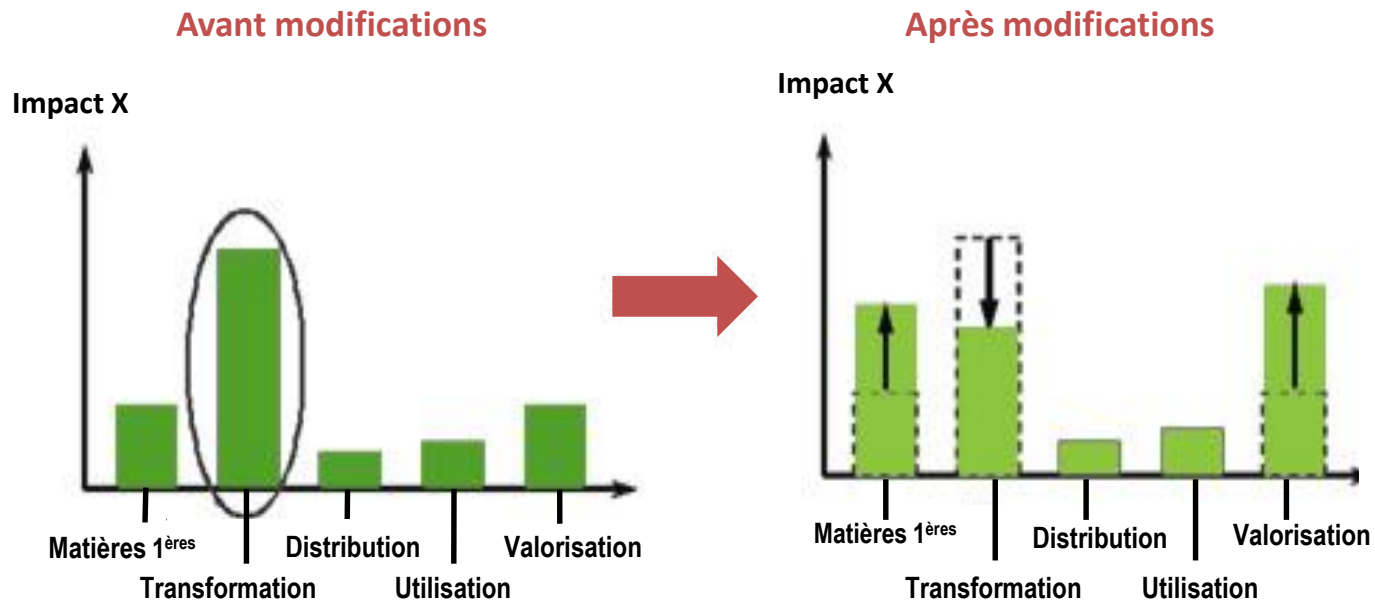 Avant modifications
Impact X
Matières 1ères
Transformation
Distribution
Utilisation
Valorisation
Après modifications
Impact X
Matières 1ères
Transformation
Distribution
Utilisation
Valorisation